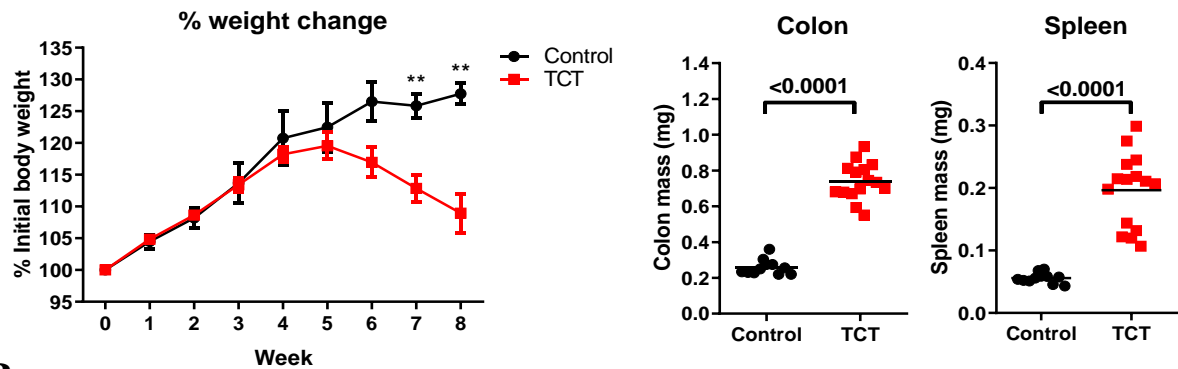 % weight change
% Initial body weight
135
130
125
120
115
110
105
100
95
**
**
0 1 2 3 4 5 6 7 8
Week
Control
TCT
Colon
<0.0001
Colon mass (mg)
1.4
1.2
1.0
0.8
0.6
0.4
0.2
0.0
Control TCT
Spleen
<0.0001
Spleen mass (mg)
0.4
0.3
0.2
0.1
0.0
Control TCT